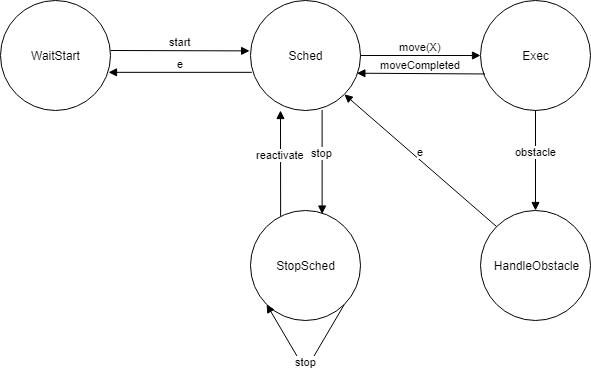 start
move(X)
WaitStart
Sched
Exec
e
moveCompleted
reactivate
stop
e
obstacle
StopSched
HandleObstacle
stop